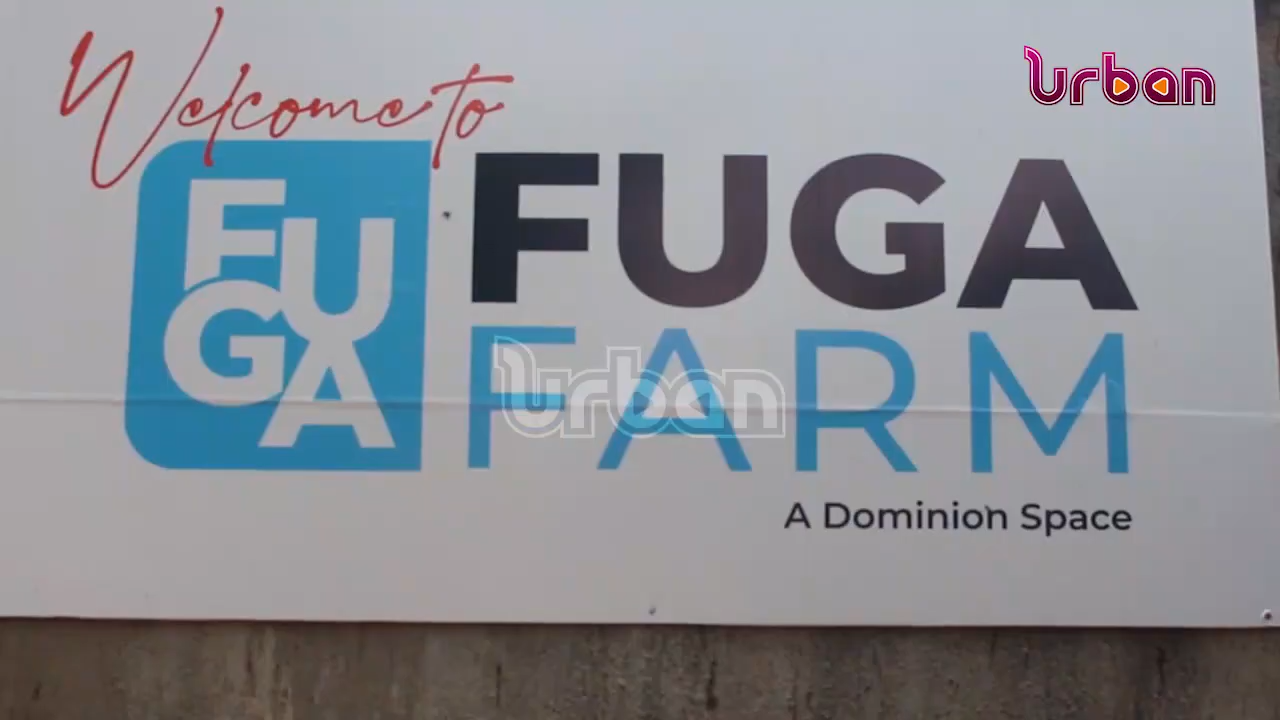 urban
Welcome to
FUGA
FUGA
FARM
urban
A Dominion Space